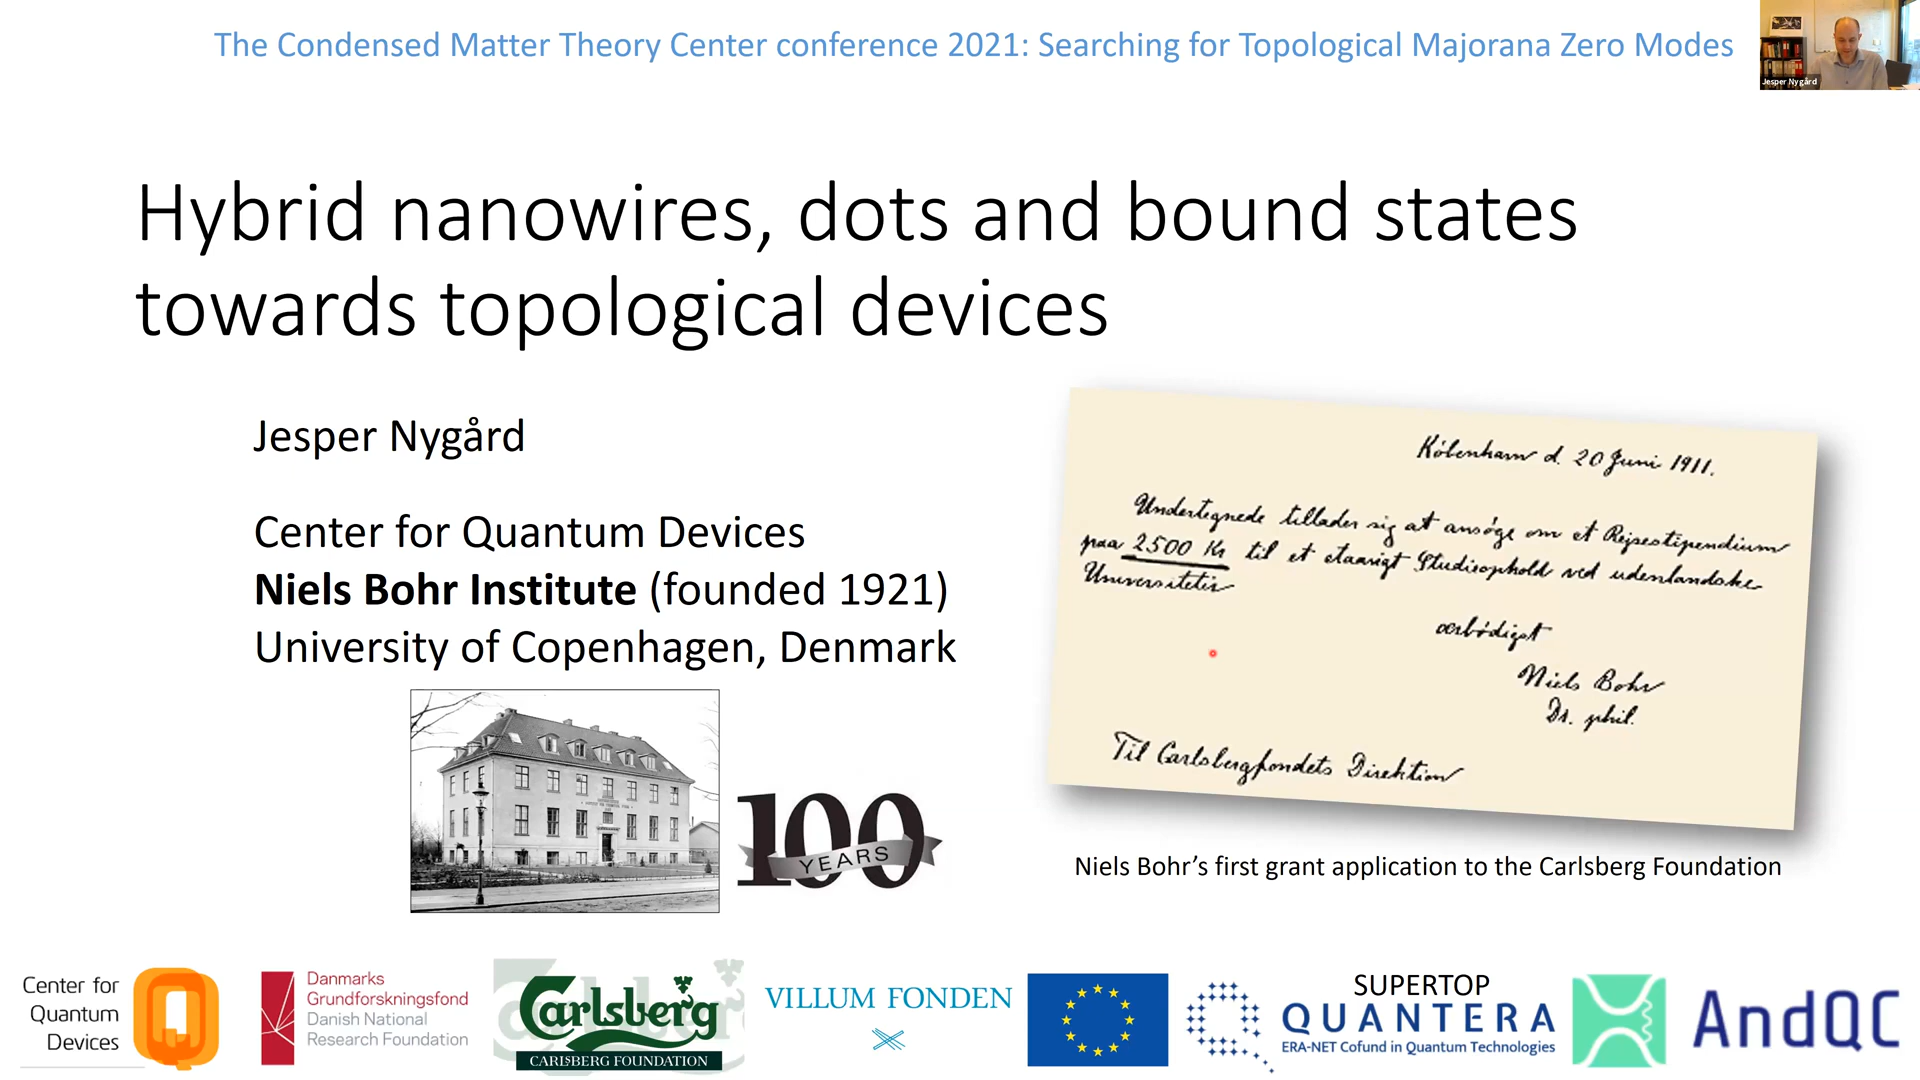 The Condensed Matter Theory Center conference 2021: Searching for Topological Majorana Zero Modes
Jesper Nygård
Hybrid nanowires, dots and bound states
towards topological devices
Jesper Nygård
Center for Quantum Devices
Niels Bohr Institute (founded 1921)
University of Copenhagen, Denmark
København d. 20 Juni 1911.
Undertegnede tillader sig at ansøge om et Rejsestipendium
paa 2500 Kr til et etaarigt Studieophold ved udenlandske
Universiteter
ærbødigst
Niels Bohr
Dr. phil.
Til Carlsbergfondets Direktion
100
YEARS
Niels Bohr’s first grant application to the Carlsberg Foundation
Center for
Quantum
Devices
Danmarks
Grundforskningsfond
Danish National
Research Foundation
Carlsberg
CARLSBERG FOUNDATION
VILLUM FONDEN
SUPERTOP
QUANTERA
ERA-NET Cofund in Quantum Technologies
AndQC